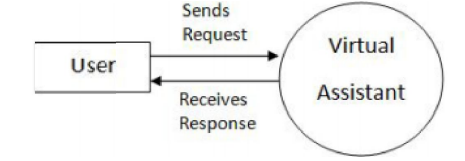 Sends
Request
User
Virtual
Assistant
Receives
Response